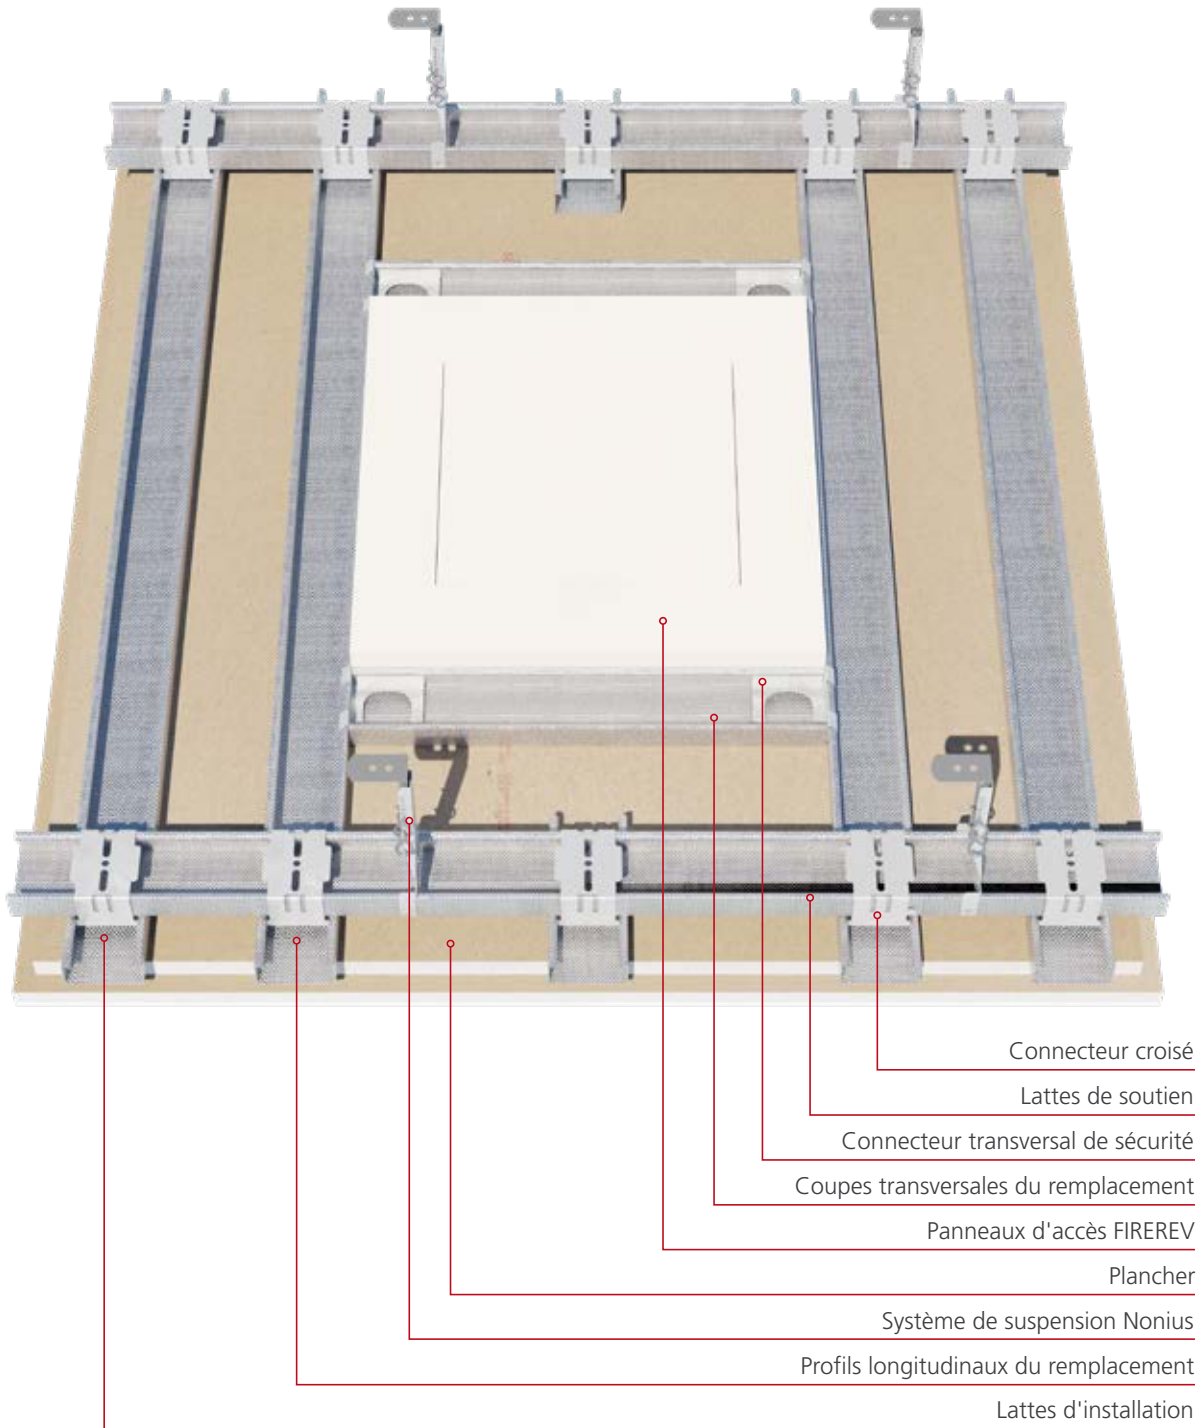 Connecteur croisé
Lattes de soutien
Connecteur transversal de sécurité
Coupes transversales du remplacement
Panneaux d'accès FIREREV
Plancher
Système de suspension Nonius
Profils longitudinaux du remplacement
Lattes d'installation